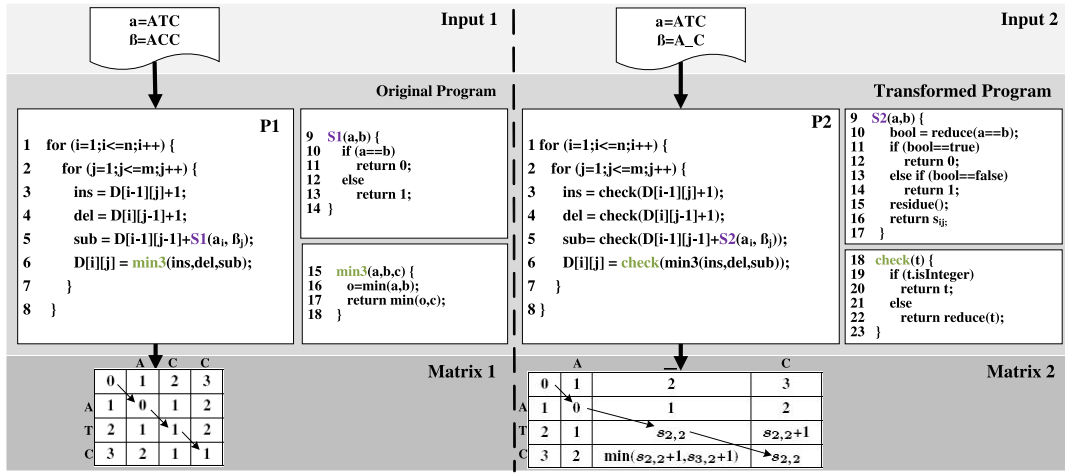 Input 1
a=ATC
ß=ACC
Original Program
P1
1 for (i=1;i<=n;i++) {
2 for (j=1;j<=m;j++) {
3 ins = D[i-1][j]+1;
4 del = D[i][j-1]+1;
5 sub = D[i-1][j-1]+S1(aᵢ, ßⱼ);
6 D[i][j] = min3(ins,del,sub);
7 }
8 }
9 S1(a,b) {
10 if (a==b)
11 return 0;
12 else
13 return 1;
14 }
15 min3(a,b,c) {
16 o=min(a,b);
17 return min(o,c);
18 }
Matrix 1
A C C
0 1 2 3
A 1 0 1 2
T 2 1 1 2
C 3 2 1 1
Input 2
a=ATC
ß=A_C
Transformed Program
P2
1 for (i=1;i<=n;i++) {
2 for (j=1;j<=m;j++) {
3 ins = check(D[i-1][j]+1);
4 del = check(D[i][j-1]+1);
5 sub= check(D[i-1][j-1]+S2(aᵢ, ßⱼ));
6 D[i][j] = check(min3(ins,del,sub));
7 }
8 }
9 S2(a,b) {
10 bool = reduce(a==b);
11 if (bool==true)
12 return 0;
13 else if (bool==false)
14 return 1;
15 residue();
16 return sᵢⱼ;
17 }
18 check(t) {
19 if (t.isInteger)
20 return t;
21 else
22 return reduce(t);
23 }
Matrix 2
A _ C
0 1 2 3
A 1 0 1 2
T 2 1 s₂,₂ s₂,₂+1
C 3 2 min(s₂,₂+1,s₃,₂+1) s₂,₂